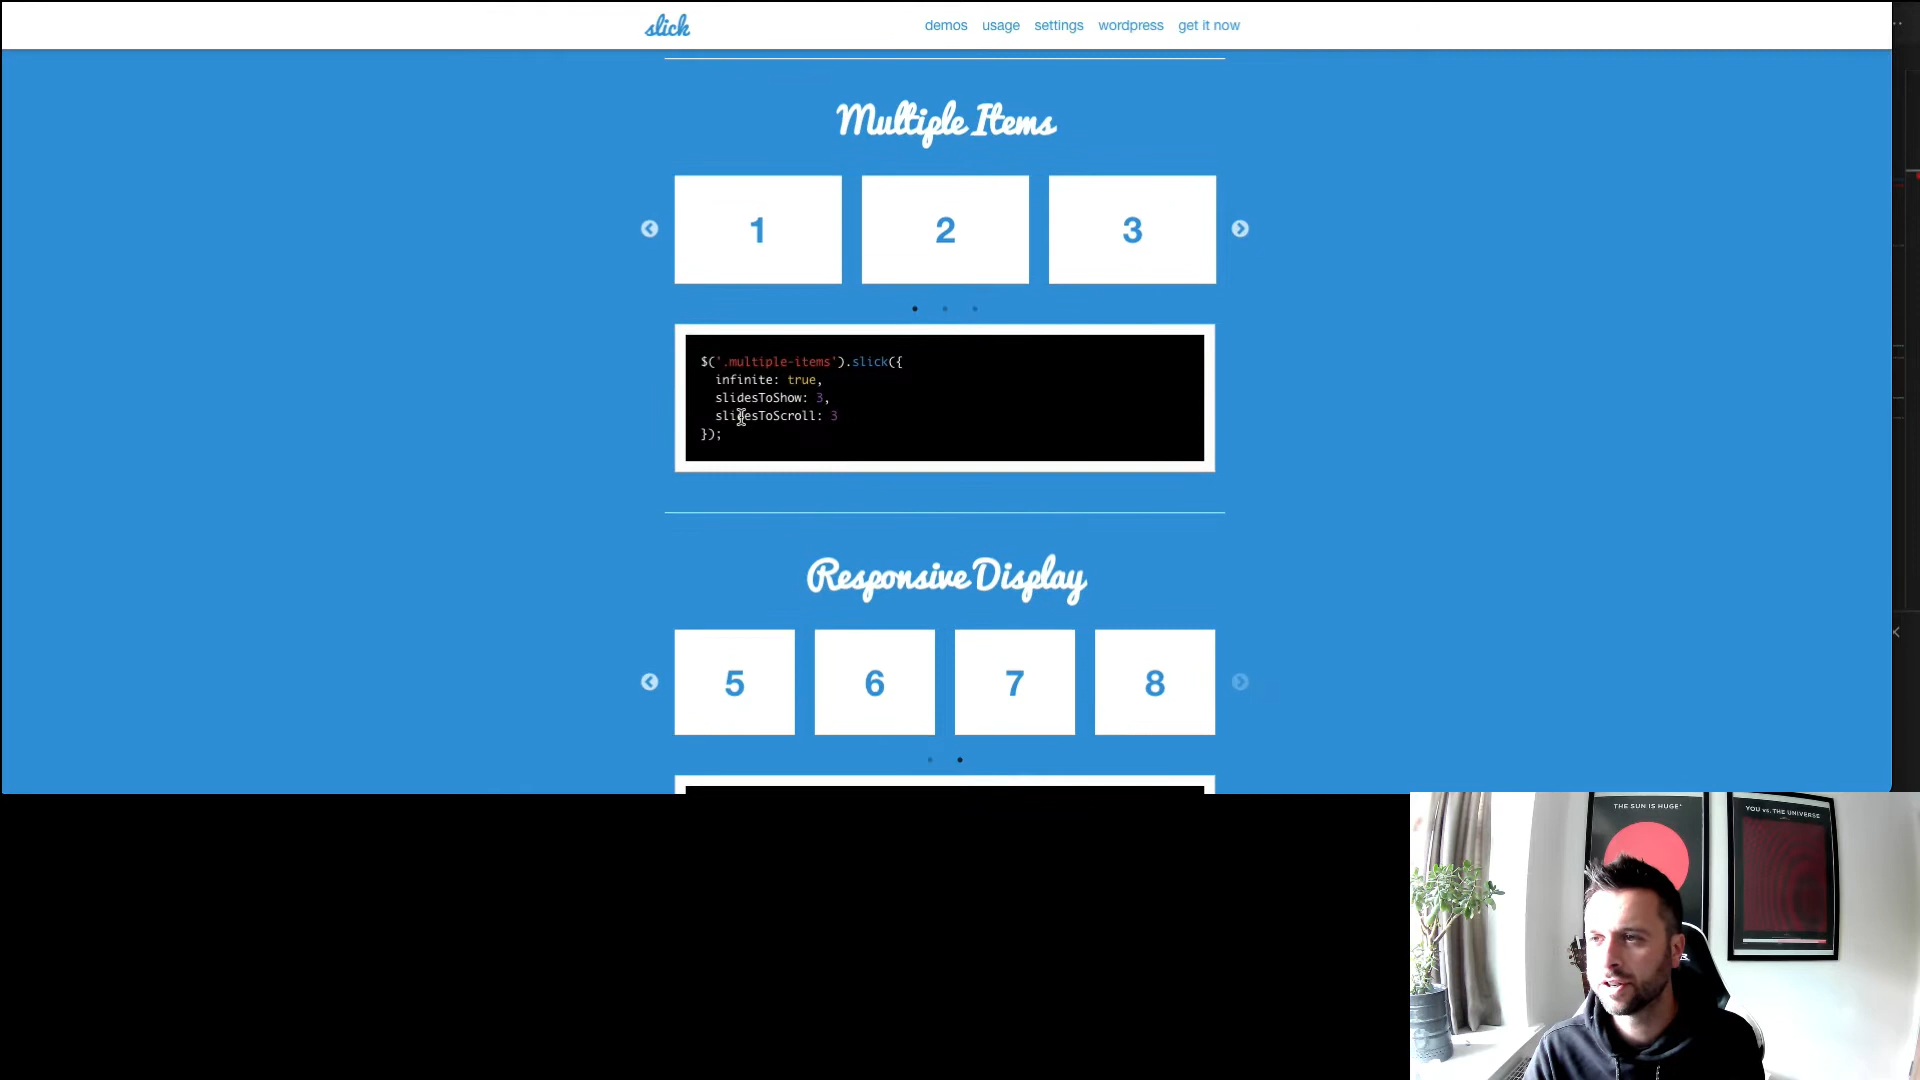 slick
demos usage settings wordpress get it now
Multiple Items
1 2 3
$('.multiple-items').slick({
infinite: true,
slidesToShow: 3,
slidesToScroll: 3
});
Responsive Display
5 6 7 8
THE SUN IS HUGE*
YOU vs. THE UNIVERSE